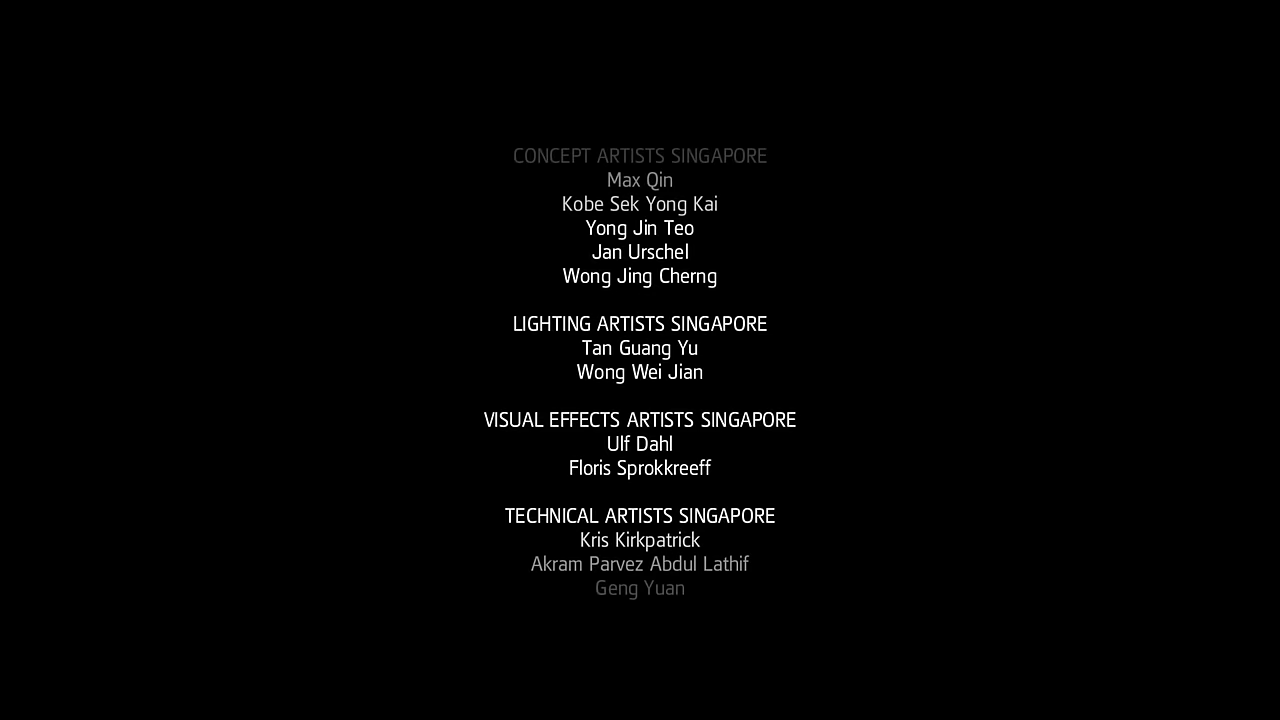 CONCEPT ARTISTS SINGAPORE
Max Qin
Kobe Sek Yong Kai
Yong Jin Teo
Jan Urschel
Wong Jing Cherng
LIGHTING ARTISTS SINGAPORE
Tan Guang Yu
Wong Wei Jian
VISUAL EFFECTS ARTISTS SINGAPORE
Ulf Dahl
Floris Sprokkreeff
TECHNICAL ARTISTS SINGAPORE
Kris Kirkpatrick
Akram Parvez Abdul Lathif
Geng Yuan